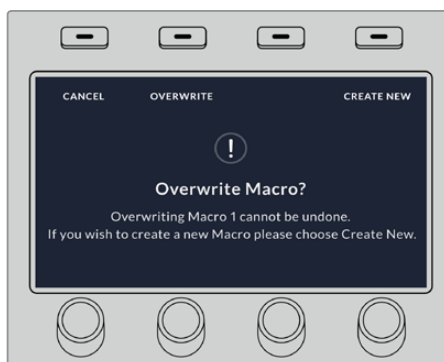 CANCEL OVERWRITE CREATE NEW
Overwrite Macro?
Overwriting Macro 1 cannot be undone.
If you wish to create a new Macro please choose Create New.